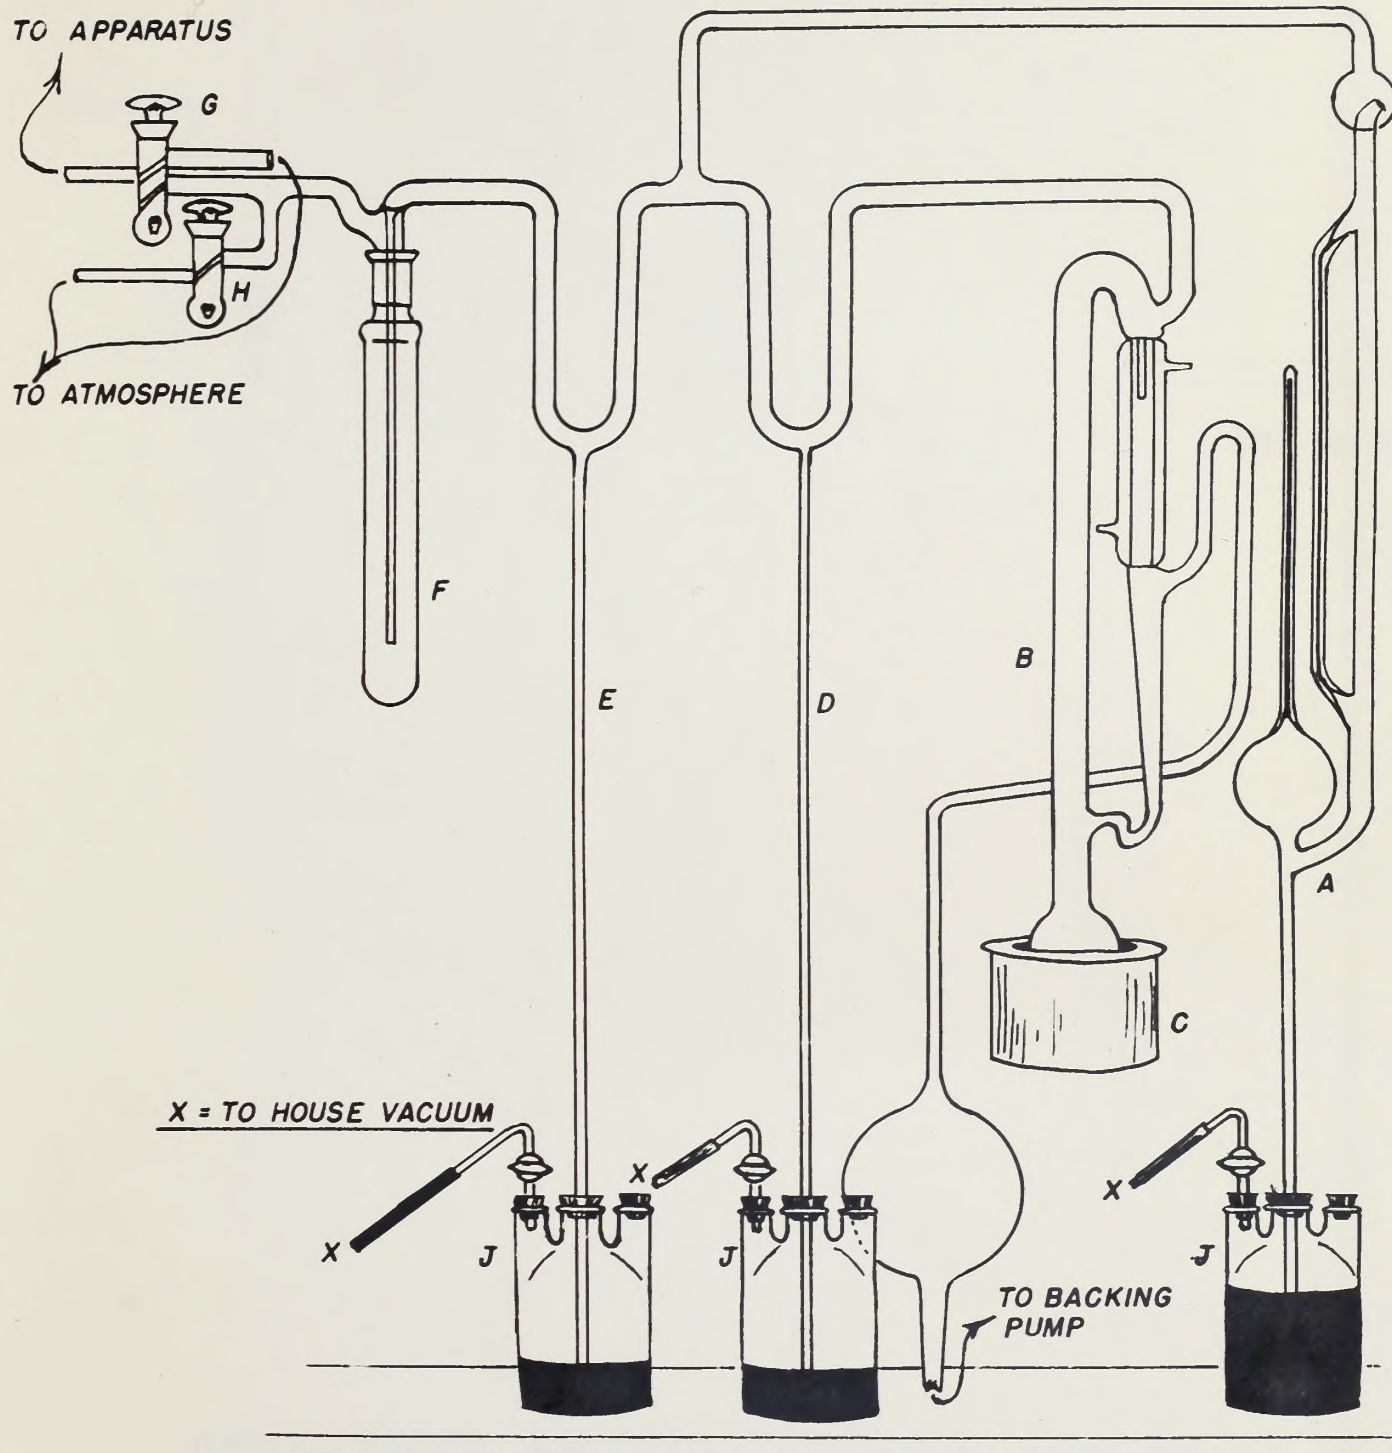 TO APPARATUS
G
H
TO ATMOSPHERE
F
E
D
B
A
C
X = TO HOUSE VACUUM
X
X
X
J
J
J
TO BACKING
PUMP